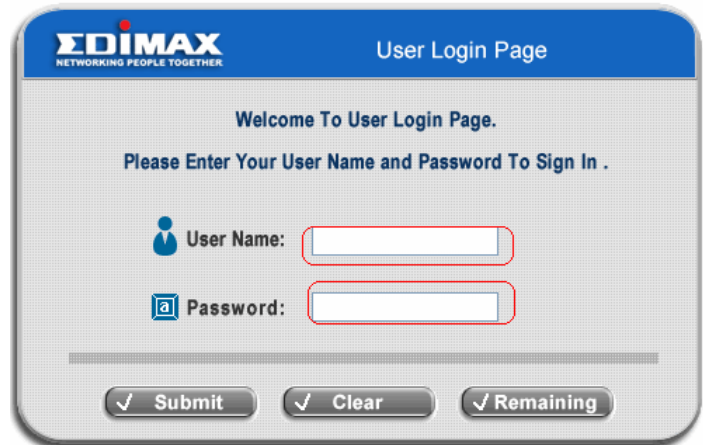 EDIMAX
NETWORKING PEOPLE TOGETHER
User Login Page
Welcome To User Login Page.
Please Enter Your User Name and Password To Sign In .
User Name:
a Password:
Submit Clear Remaining